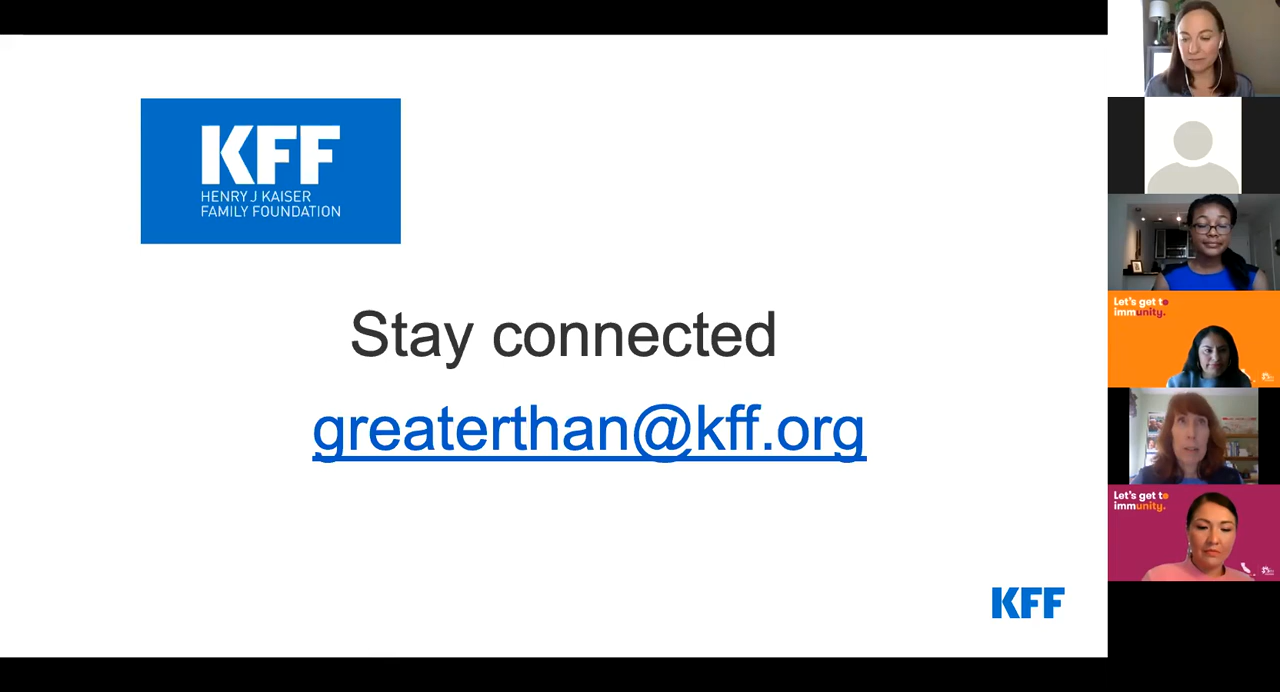 KFF
HENRY J KAISER
FAMILY FOUNDATION
Stay connected
greaterthan@kff.org
KFF
Let's get to
immunity.
Let's get to
immunity.